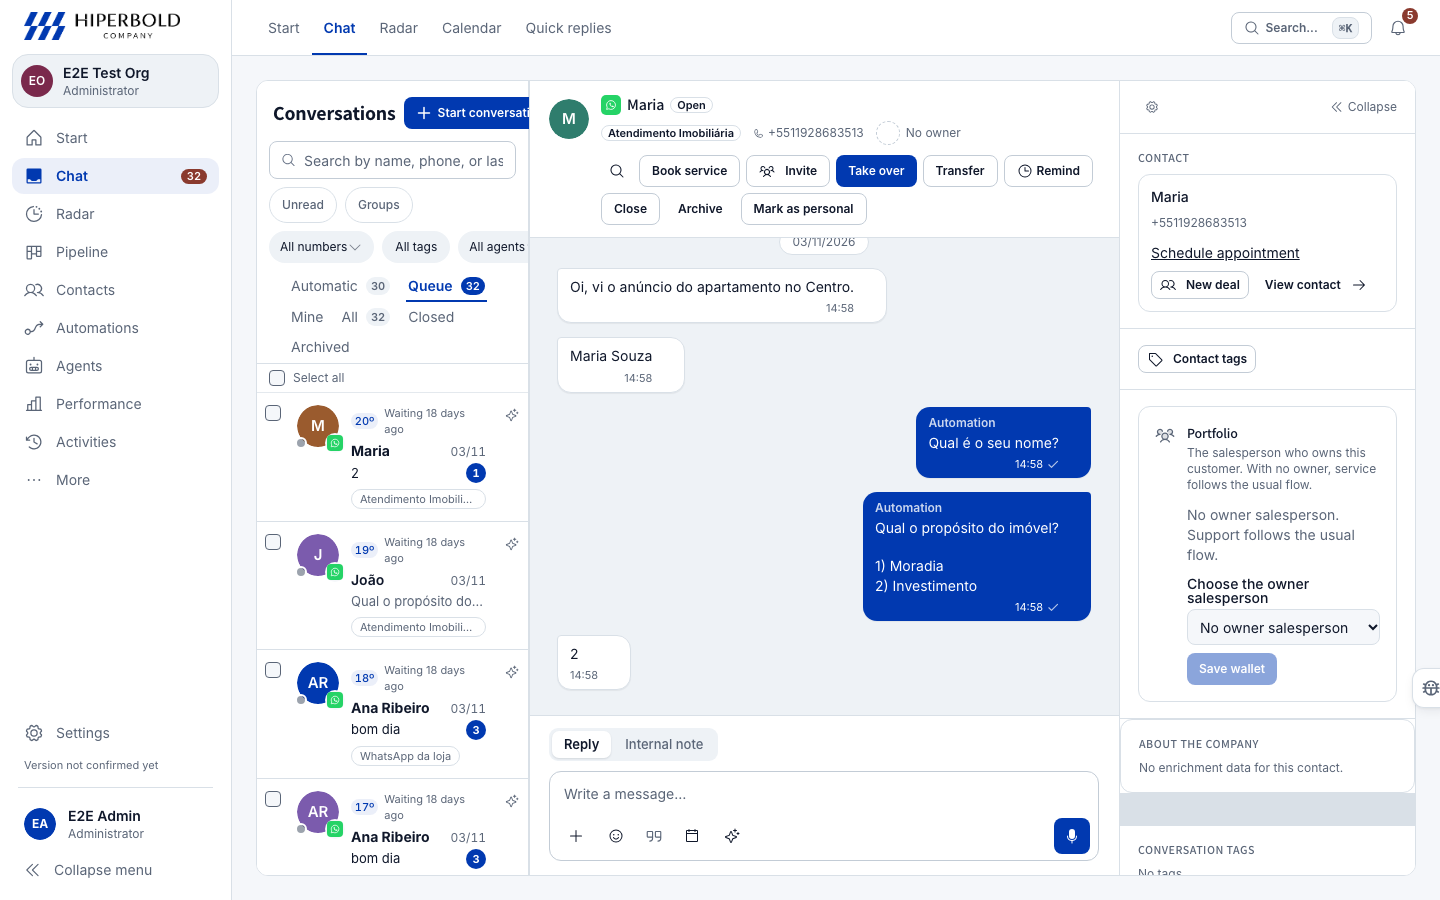 HIPERBOLD
COMPANY
EO
E2E Test Org
Administrator
Start
Chat
32
Radar
Pipeline
Contacts
Automations
Agents
Performance
Activities
More
Settings
Version not confirmed yet
EA
E2E Admin
Administrator
Collapse menu
Start
Chat
Radar
Calendar
Quick replies
Search...
⌘K
5
Conversations
Start conversati
Search by name, phone, or las
Unread
Groups
All numbers
All tags
All agents
Automatic 30
Queue 32
Mine
All 32
Closed
Archived
Select all
M
20º
Waiting 18 days
ago
Maria
03/11
2
1
Atendimento Imobili...
J
19º
Waiting 18 days
ago
João
03/11
Qual o propósito do...
Atendimento Imobili...
AR
18º
Waiting 18 days
ago
Ana Ribeiro
03/11
bom dia
3
WhatsApp da loja
AR
17º
Waiting 18 days
ago
Ana Ribeiro
03/11
bom dia
3
M
Maria
Open
Atendimento Imobiliária
+5511928683513
No owner
Book service
Invite
Take over
Transfer
Remind
Close
Archive
Mark as personal
03/11/2026
Oi, vi o anúncio do apartamento no Centro.
14:58
Maria Souza
14:58
Automation
Qual é o seu nome?
14:58
Automation
Qual o propósito do imóvel?
1) Moradia
2) Investimento
14:58
2
14:58
Reply
Internal note
Write a message...
Collapse
CONTACT
Maria
+5511928683513
Schedule appointment
New deal
View contact
Contact tags
Portfolio
The salesperson who owns this
customer. With no owner, service
follows the usual flow.
No owner salesperson.
Support follows the usual
flow.
Choose the owner
salesperson
No owner salesperson
Save wallet
ABOUT THE COMPANY
No enrichment data for this contact.
CONVERSATION TAGS
No tags